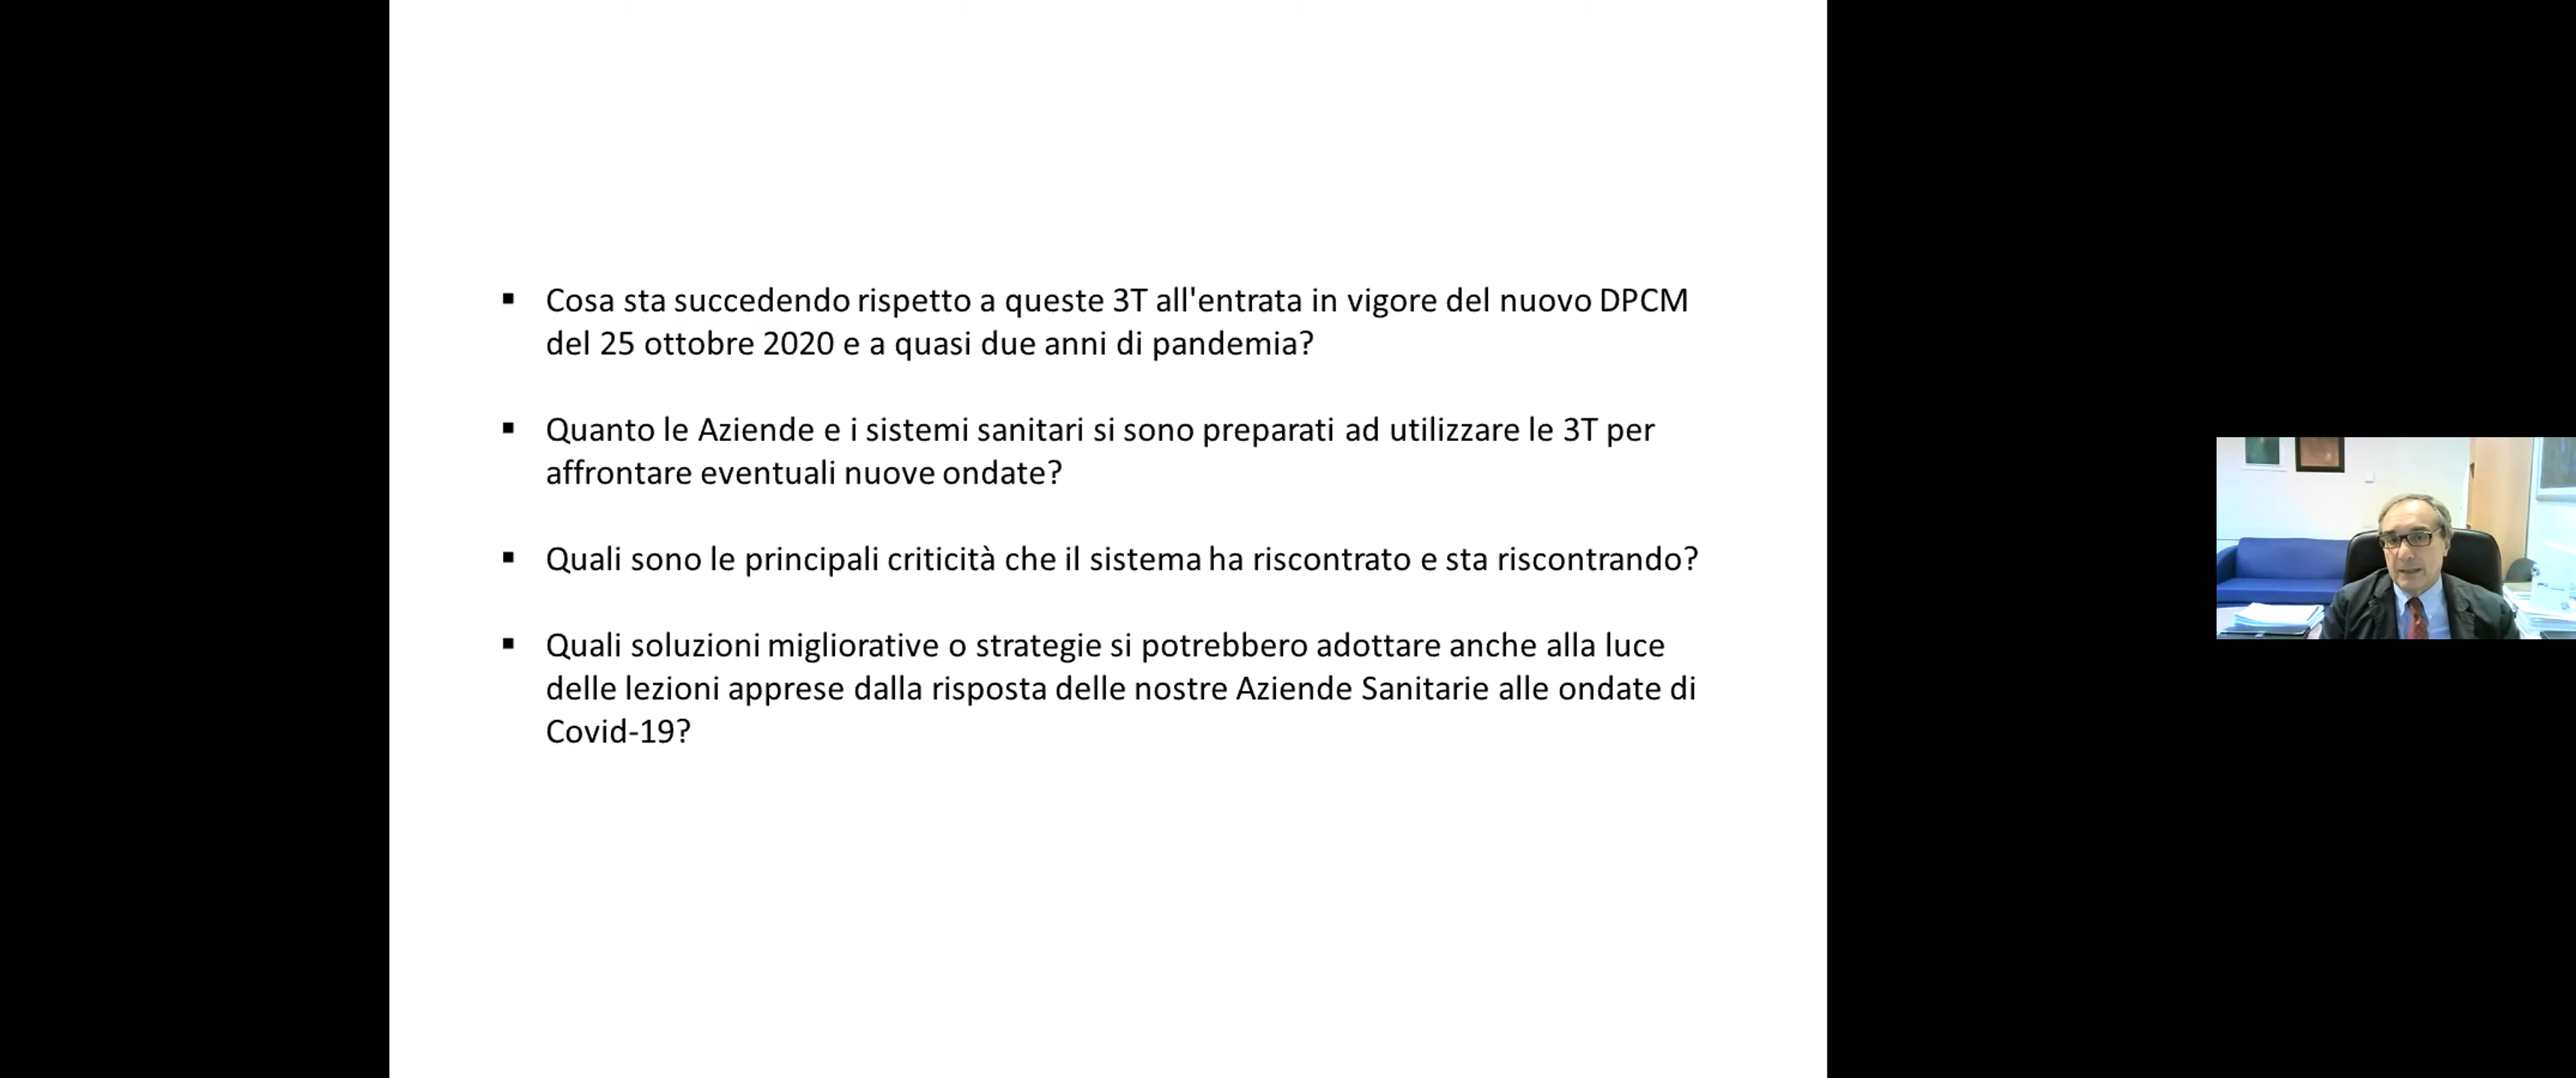 ▪ Cosa sta succedendo rispetto a queste 3T all'entrata in vigore del nuovo DPCM
del 25 ottobre 2020 e a quasi due anni di pandemia?
▪ Quanto le Aziende e i sistemi sanitari si sono preparati ad utilizzare le 3T per
affrontare eventuali nuove ondate?
▪ Quali sono le principali criticità che il sistema ha riscontrato e sta riscontrando?
▪ Quali soluzioni migliorative o strategie si potrebbero adottare anche alla luce
delle lezioni apprese dalla risposta delle nostre Aziende Sanitarie alle ondate di
Covid-19?